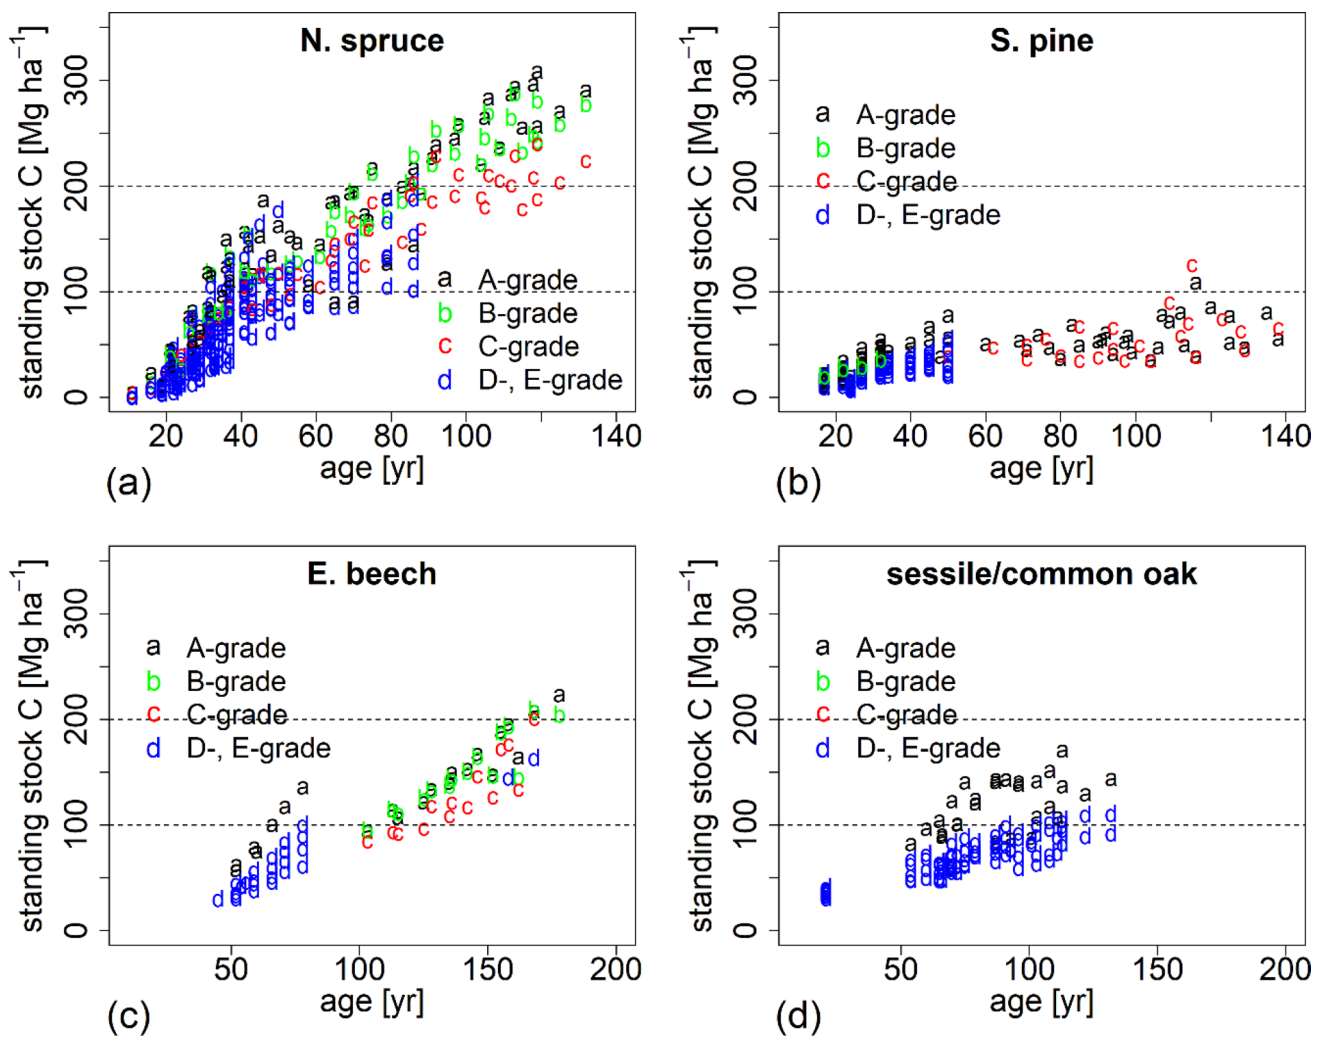 N. spruce
standing stock C [Mg ha⁻¹]
0 100 200 300
a A-grade
b B-grade
c C-grade
d D-, E-grade
20 40 60 80 100 140
age [yr]
(a)
S. pine
standing stock C [Mg ha⁻¹]
0 100 200 300
a A-grade
b B-grade
c C-grade
d D-, E-grade
20 40 60 80 100 140
age [yr]
(b)
E. beech
standing stock C [Mg ha⁻¹]
0 100 200 300
a A-grade
b B-grade
c C-grade
d D-, E-grade
50 100 150 200
age [yr]
(c)
sessile/common oak
standing stock C [Mg ha⁻¹]
0 100 200 300
a A-grade
b B-grade
c C-grade
d D-, E-grade
50 100 150 200
age [yr]
(d)